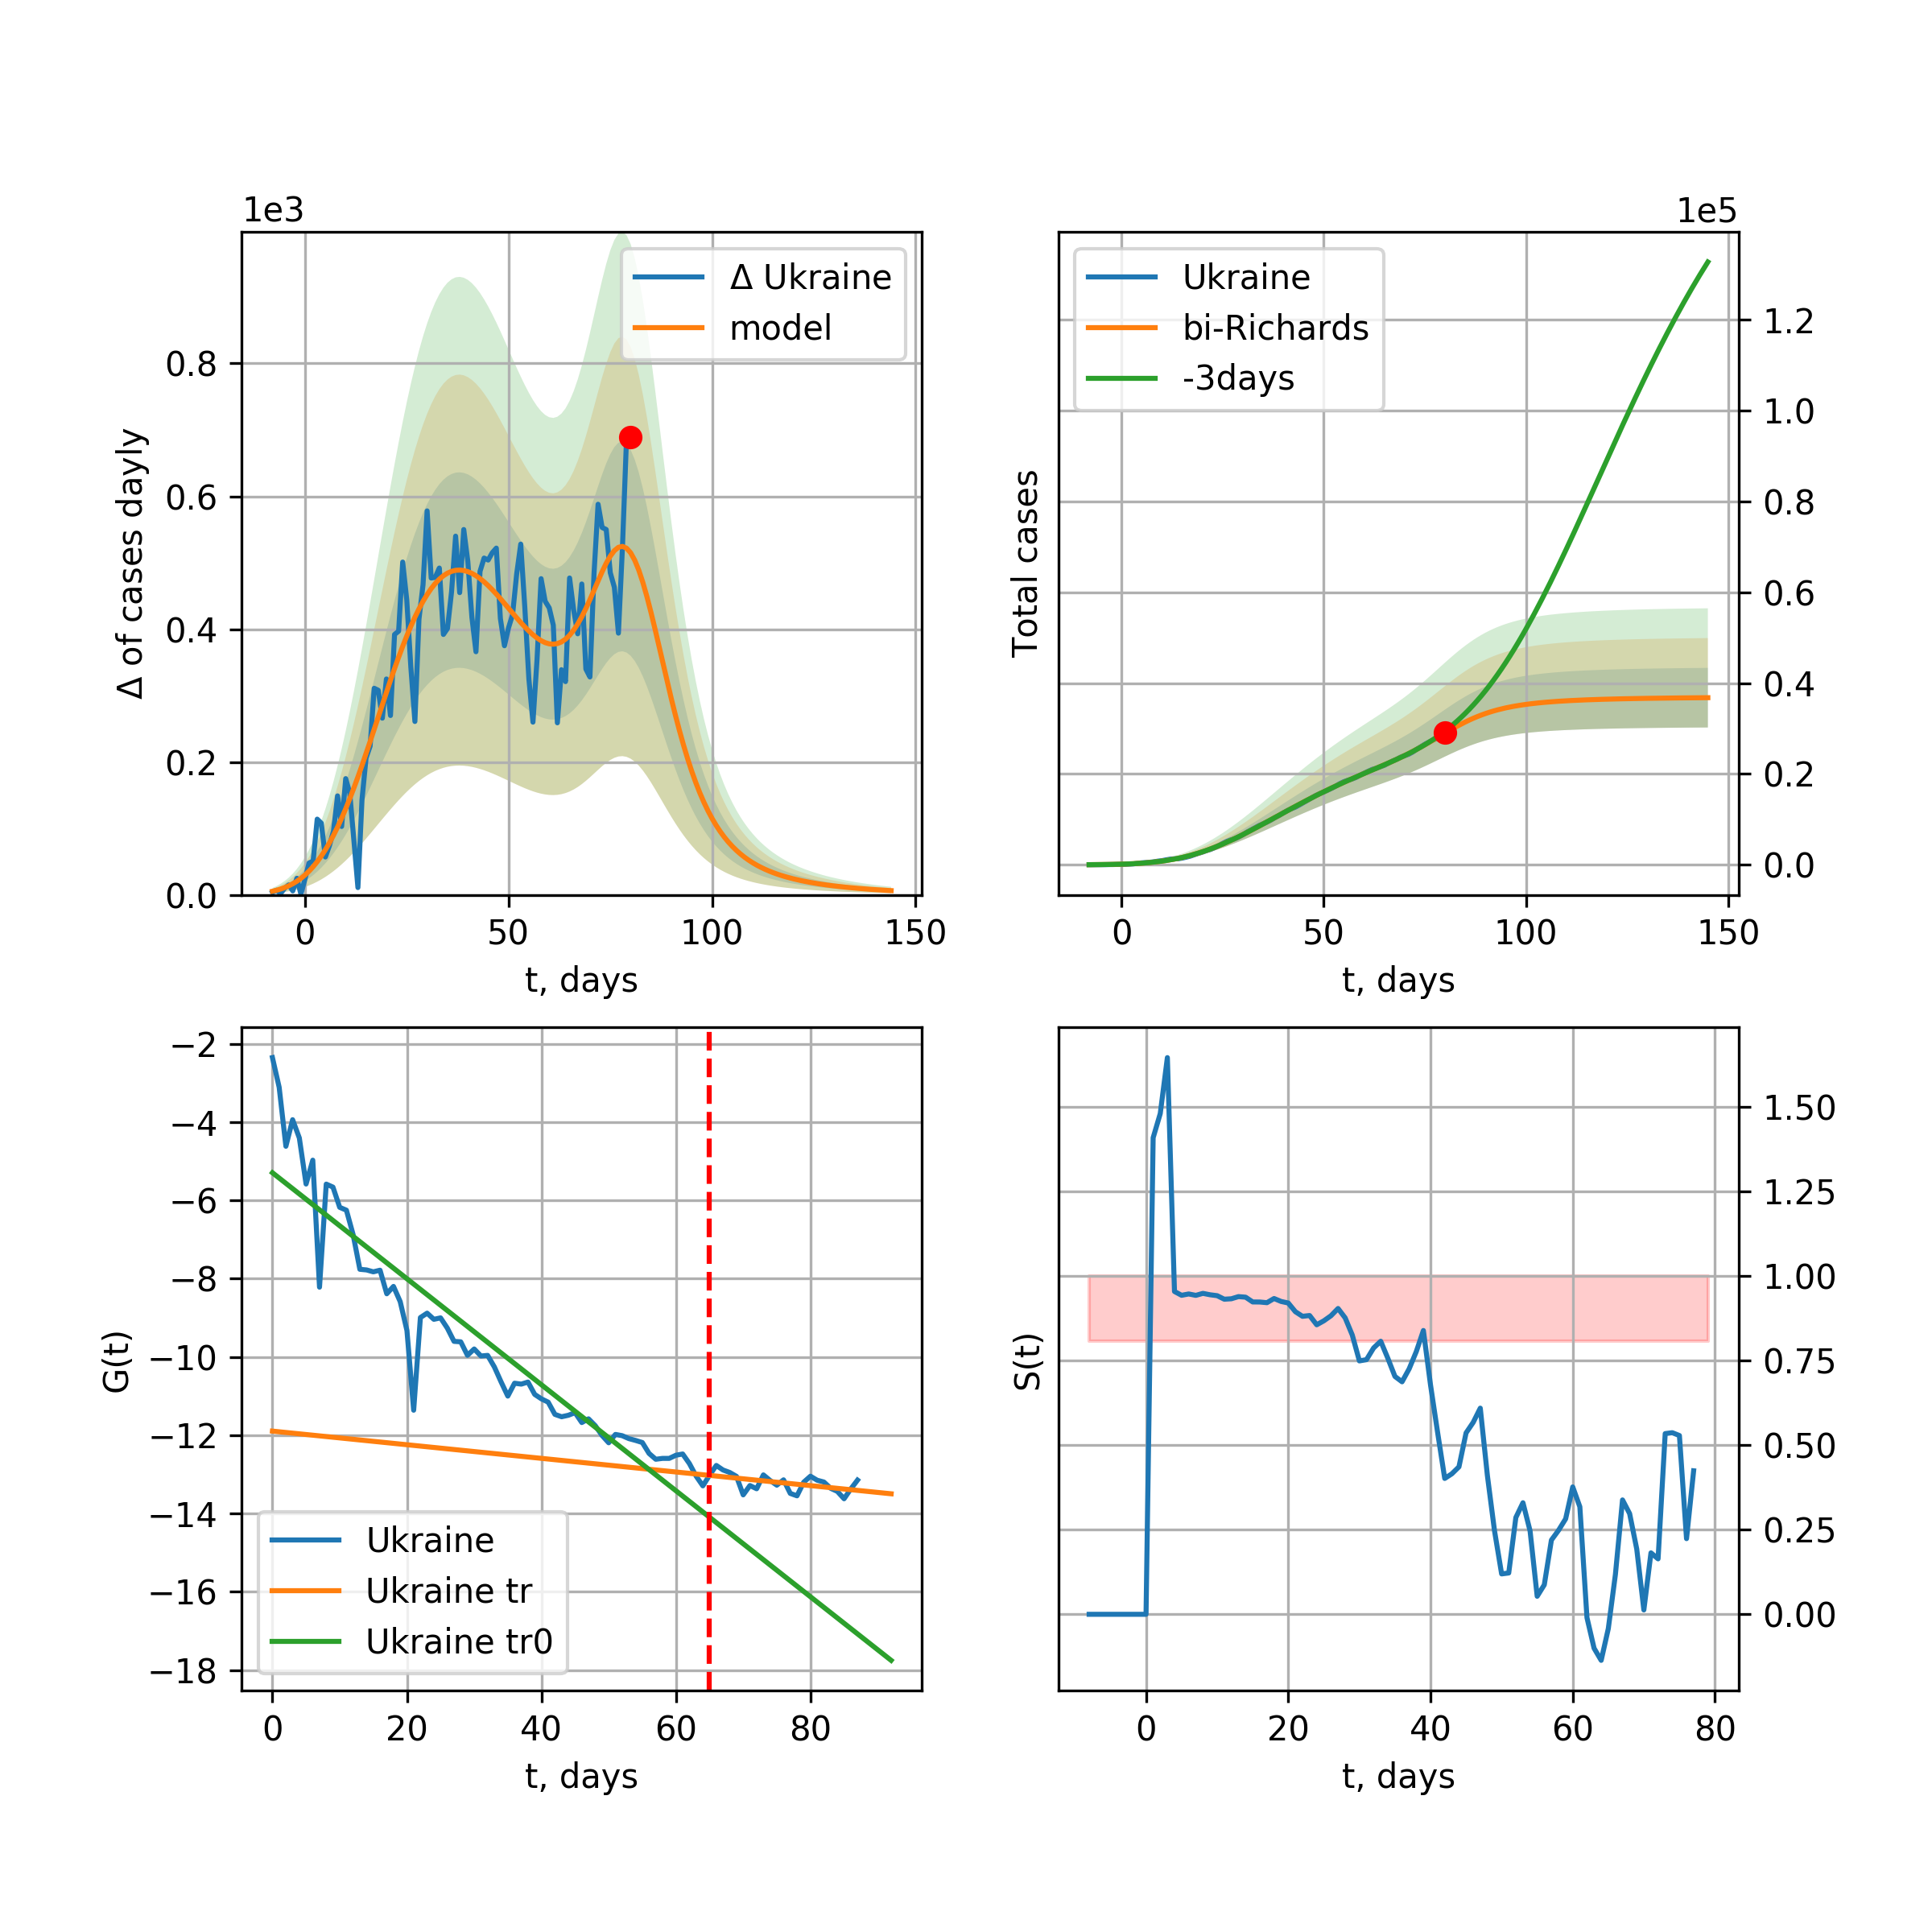 1e3
Δ of cases dayly
0.8
0.6
0.4
0.2
0.0
0 50 100 150
t, days
Δ Ukraine
model
1e5
Total cases
Ukraine
bi-Richards
-3days
1.2
1.0
0.8
0.6
0.4
0.2
0.0
0 50 100 150
t, days
G(t)
−2
−4
−6
−8
−10
−12
−14
−16
−18
Ukraine
Ukraine tr
Ukraine tr0
0 20 40 60 80
t, days
S(t)
1.50
1.25
1.00
0.75
0.50
0.25
0.00
0 20 40 60 80
t, days